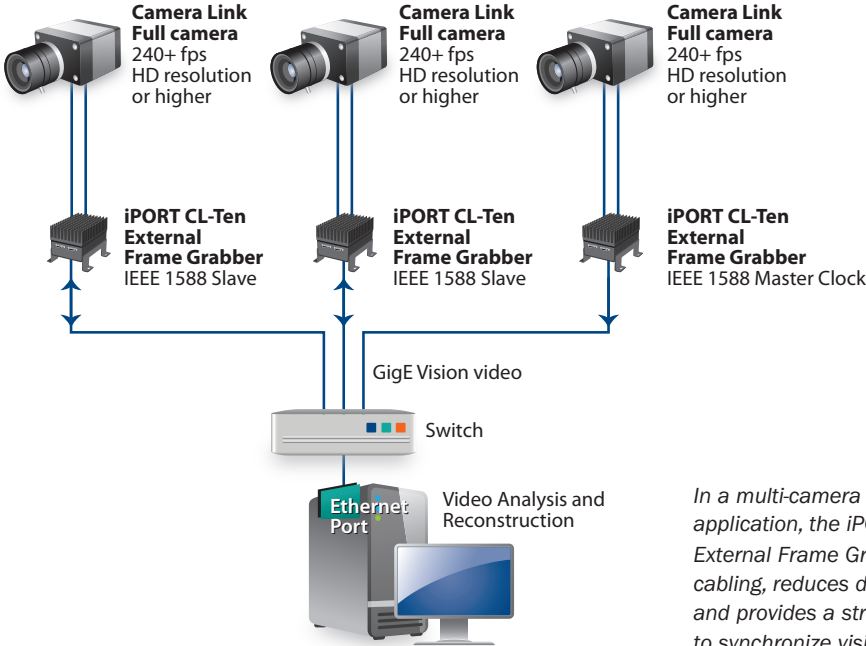 Camera Link
Full camera
240+ fps
HD resolution
or higher
Camera Link
Full camera
240+ fps
HD resolution
or higher
Camera Link
Full camera
240+ fps
HD resolution
or higher
iPORT CL-Ten
External
Frame Grabber
IEEE 1588 Slave
iPORT CL-Ten
External
Frame Grabber
IEEE 1588 Slave
iPORT CL-Ten
External
Frame Grabber
IEEE 1588 Master Clock
GigE Vision video
Switch
Ethernet
Port
Video Analysis and
Reconstruction
In a multi-camera
application, the
External Frame
cabling, reduces
and provides a
to synchronize